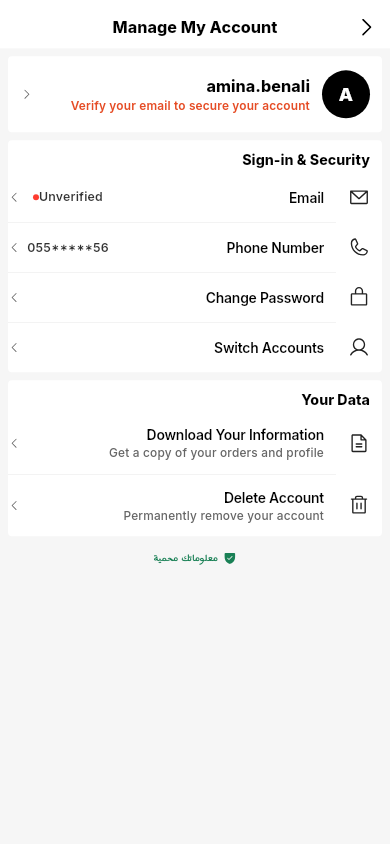 Manage My Account
A
amina.benali
Verify your email to secure your account
Sign-in & Security
Email
Unverified
Phone Number
055*****56
Change Password
Switch Accounts
Your Data
Download Your Information
Get a copy of your orders and profile
Delete Account
Permanently remove your account
معلوماتك محمية